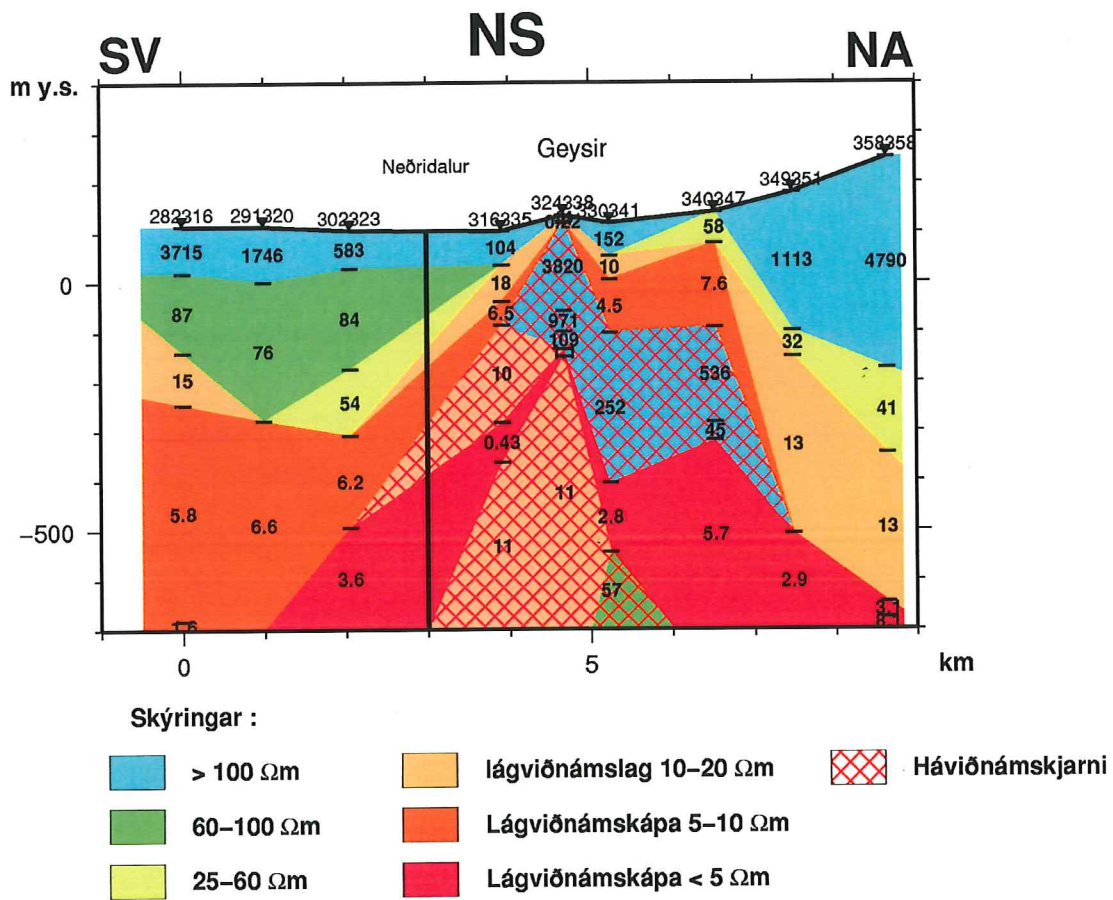 SV NS NA
m y.s.
Neðridalur
Geysir
282316 291320 302323 316335 324338 330341 340347 349351 358358
3715 1746 583 104 152 58 1113 4790
0
87 76 84 18 3820 10 7.6 32
15 54 6.5 971 4.5 536 41
109
10 252 45 13
0.43
5.8 6.6 6.2 11 2.8 5.7 13
-500
3.6 11 57 2.9
0 5 km
Skýringar :
> 100 Ωm
60–100 Ωm
25–60 Ωm
lágviðnámslag 10–20 Ωm
Lágviðnámskápa 5–10 Ωm
Lágviðnámskápa < 5 Ωm
Háviðnámskjarni